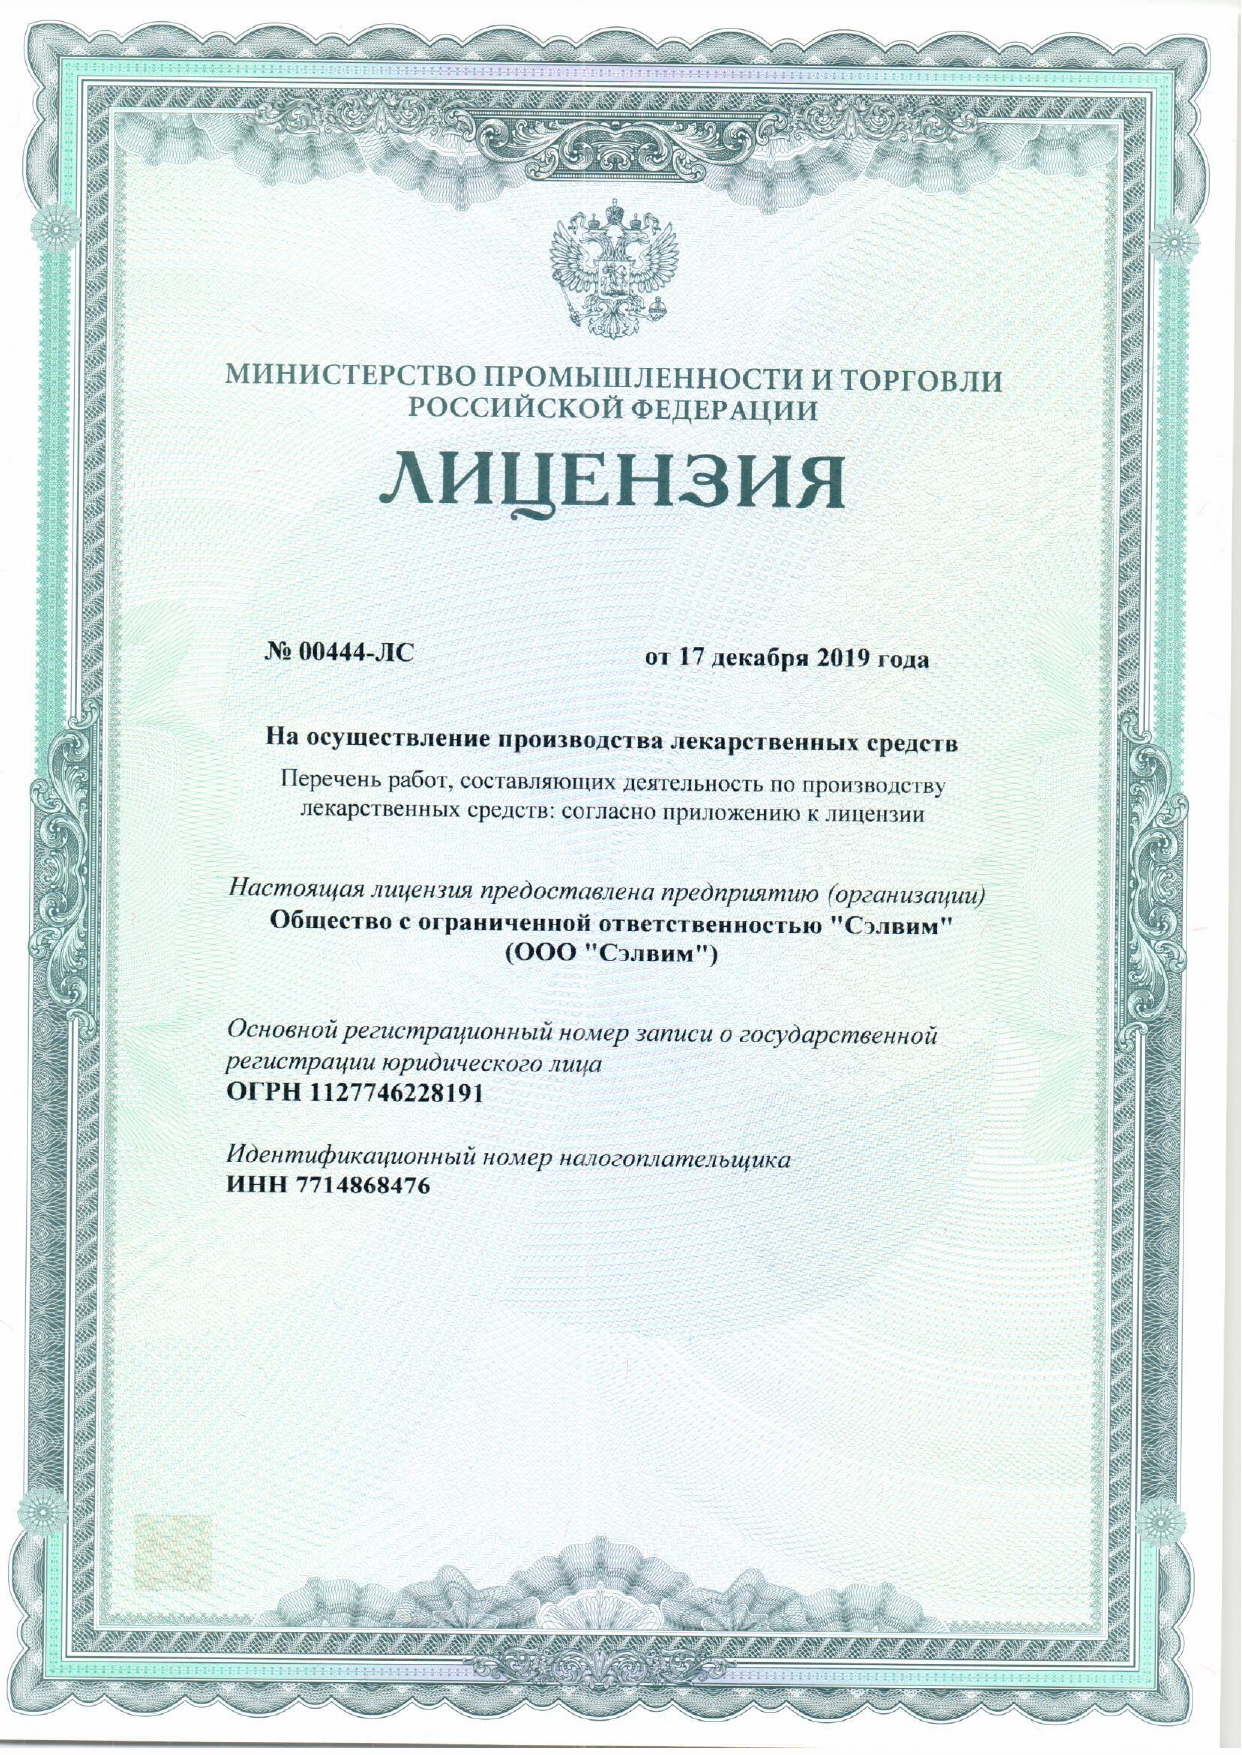 МИНИСТЕРСТВО ПРОМЫШЛЕННОСТИ И ТОРГОВЛИ
РОССИЙСКОЙ ФЕДЕРАЦИИ
ЛИЦЕНЗИЯ
№ 00444-ЛС от 17 декабря 2019 года
На осуществление производства лекарственных средств
Перечень работ, составляющих деятельность по производству
лекарственных средств: согласно приложению к лицензии
Настоящая лицензия предоставлена предприятию (организации)
Общество с ограниченной ответственностью "Сэлвим"
(ООО "Сэлвим")
Основной регистрационный номер записи о государственной
регистрации юридического лица
ОГРН 1127746228191
Идентификационный номер налогоплательщика
ИНН 7714868476